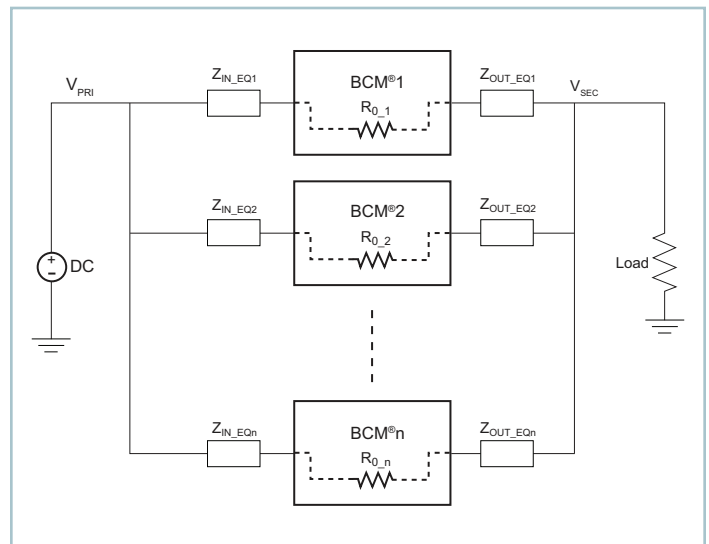 V_PRI
Z_IN_EQ1
BCM®1
R_0_1
Z_OUT_EQ1
V_SEC
Z_IN_EQ2
BCM®2
R_0_2
Z_OUT_EQ2
+
–
DC
Load
Z_IN_EQn
BCM®n
R_0_n
Z_OUT_EQn